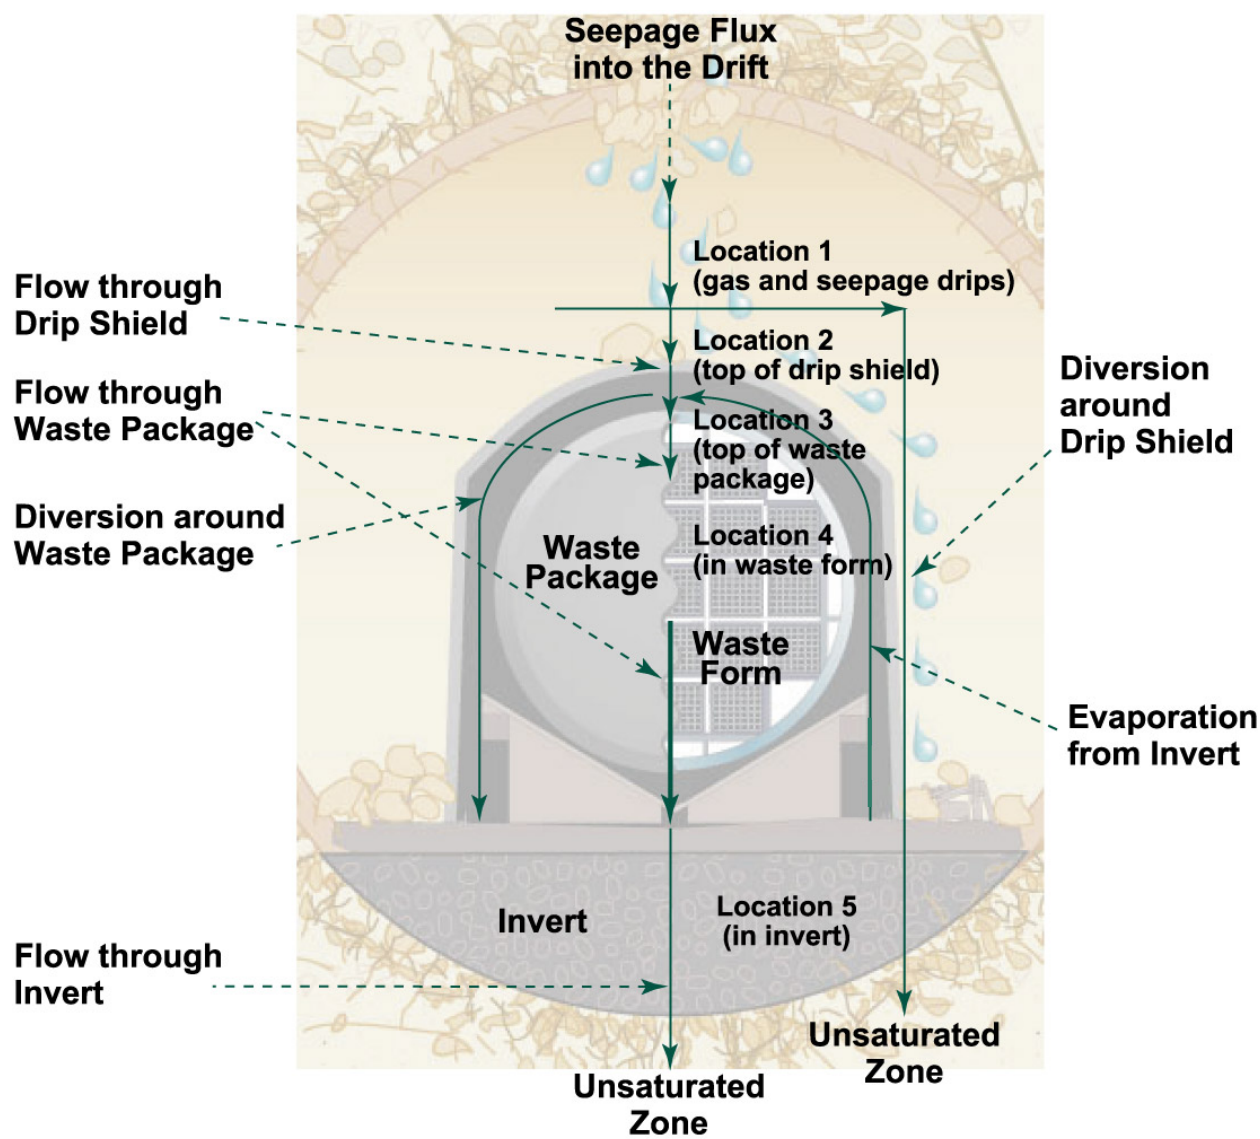 Seepage Flux
into the Drift
Location 1
(gas and seepage drips)
Flow through
Drip Shield
Location 2
(top of drip shield)
Diversion
around
Drip Shield
Flow through
Waste Package
Location 3
(top of waste
package)
Diversion around
Waste Package
Waste
Package
Location 4
(in waste form)
Waste
Form
Evaporation
from Invert
Invert
Location 5
(in invert)
Flow through
Invert
Unsaturated
Zone
Unsaturated
Zone